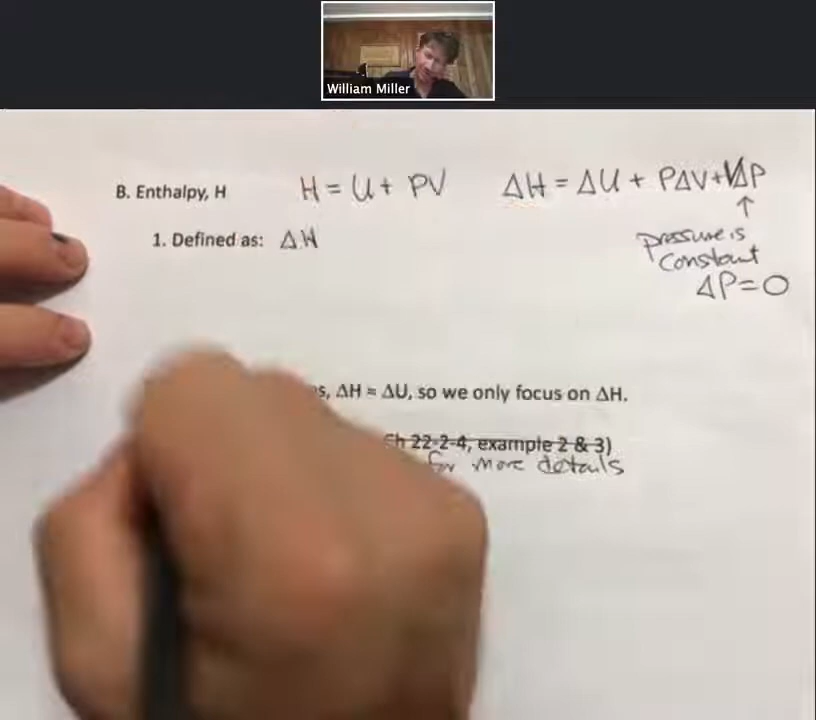 William Miller
B. Enthalpy, H H = U + PV ΔH = ΔU + PΔV + VΔP
↑
1. Defined as: ΔH
pressure is
constant
ΔP = 0
, ΔH ≈ ΔU, so we only focus on ΔH.
22-2-4, example 2 & 3)
for more details